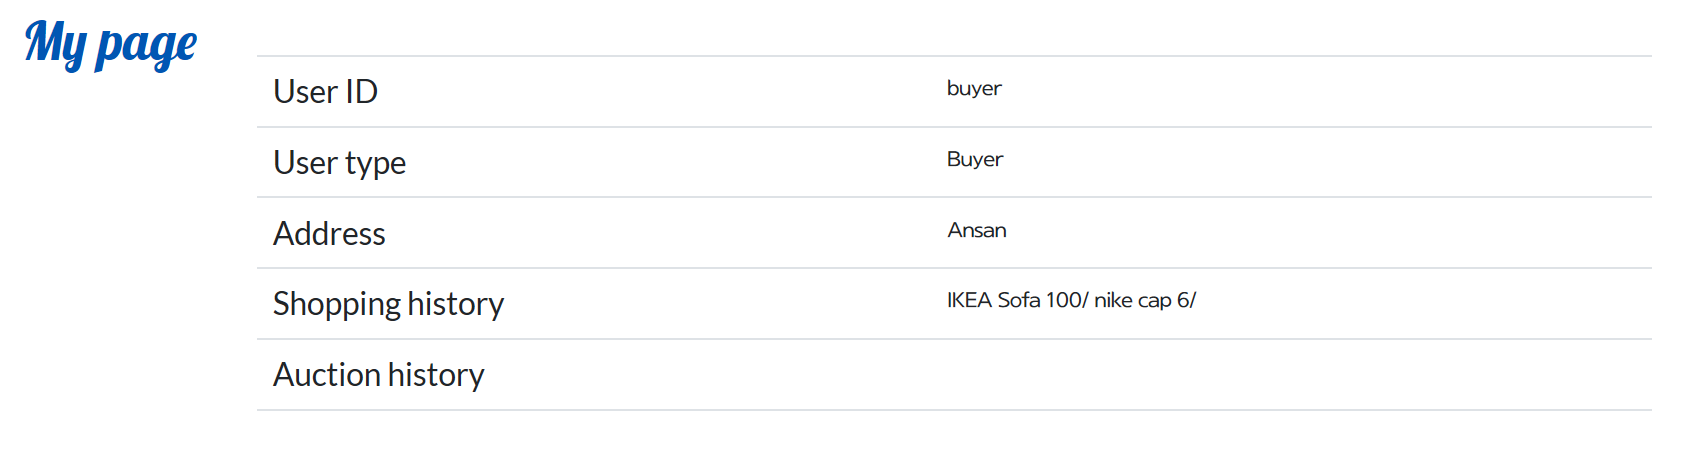 My page
User ID buyer
User type Buyer
Address Ansan
Shopping history IKEA Sofa 100/ nike cap 6/
Auction history